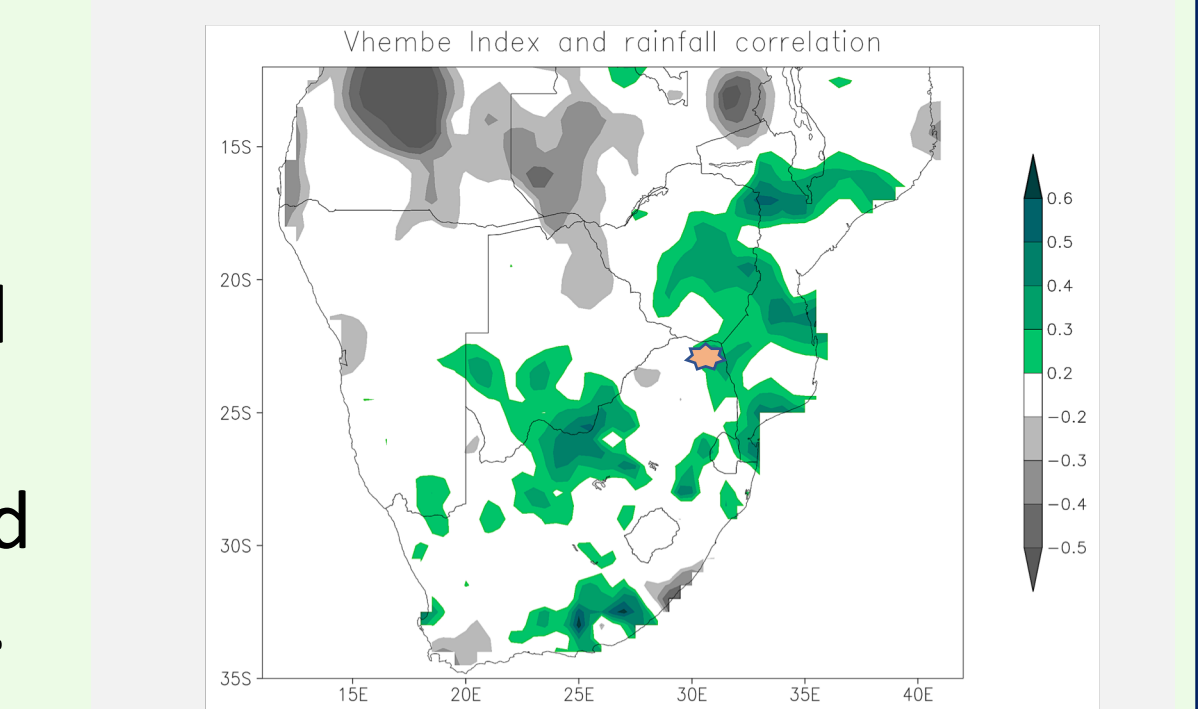 Vhembe Index and rainfall correlation
15S
20S
25S
30S
35S
15E 20E 25E 30E 35E 40E
0.6
0.5
0.4
0.3
0.2
−0.2
−0.3
−0.4
−0.5
d